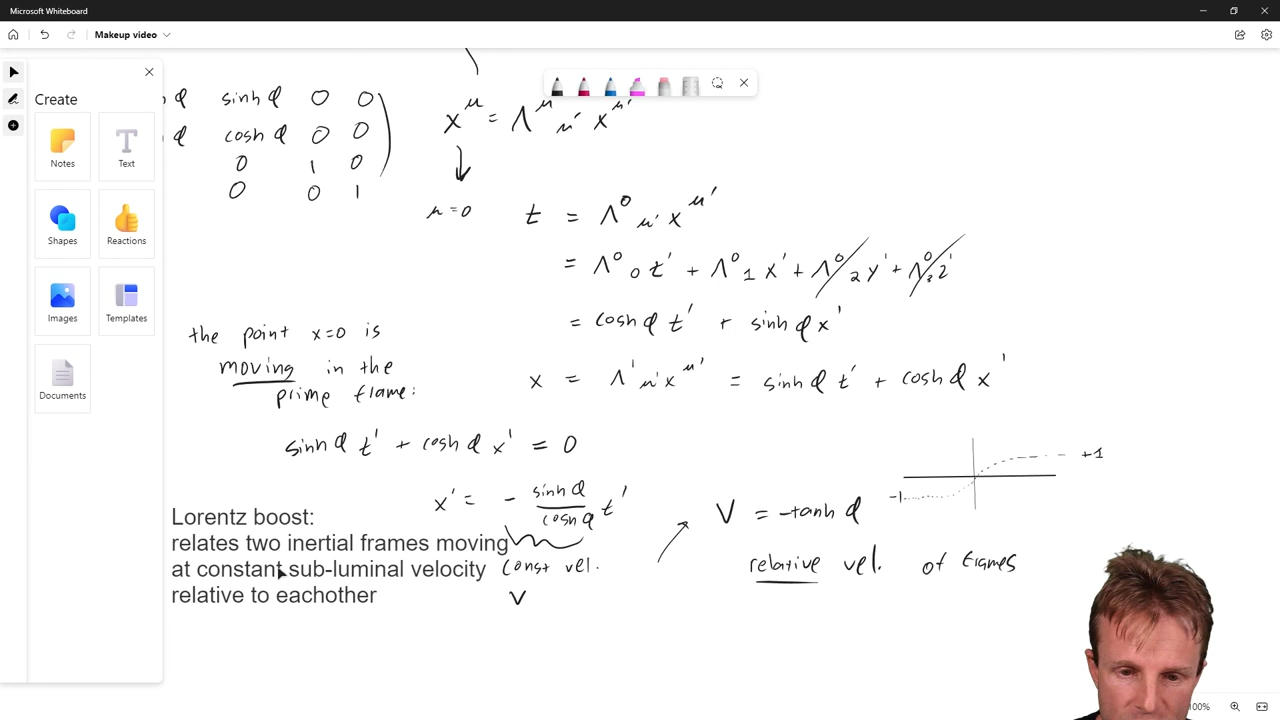 Microsoft Whiteboard
Makeup video
Create
Notes
Text
Shapes
Reactions
Images
Templates
Documents
d sinh d 0 0
d cosh d 0 0
0 1 0
0 0 1
x^μ = Λ^μ_μ' x^μ'
μ=0 t = Λ^0_μ' x^μ'
= Λ^0_0 t' + Λ^0_1 x' + Λ^0_2 y' + Λ^0_3 z'
= cosh d t' + sinh d x'
x = Λ^1_μ' x^μ' = sinh d t' + cosh d x'
the point x=0 is
moving in the
prime frame:
sinh d t' + cosh d x' = 0
x' = - sinh d / cosh d t'
const vel.
V
V = -tanh d
relative vel. of frames
+1
-1
Lorentz boost:
relates two inertial frames moving
at constant sub-luminal velocity
relative to eachother
100%